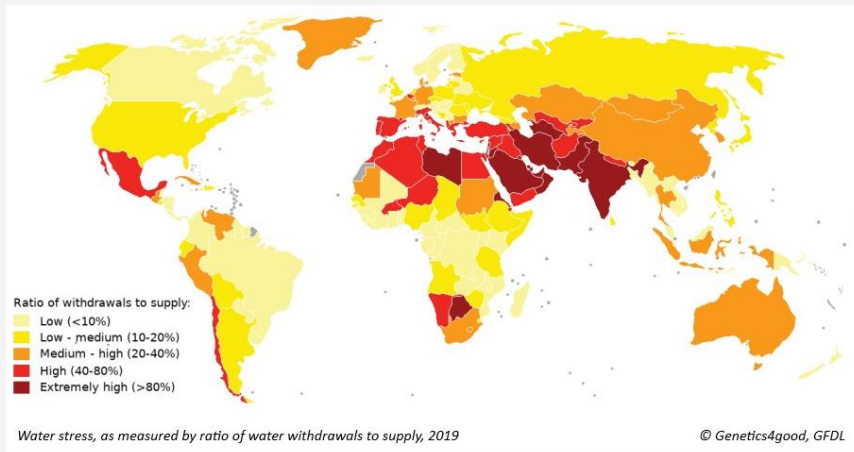 Ratio of withdrawals to supply:
Low (<10%)
Low - medium (10-20%)
Medium - high (20-40%)
High (40-80%)
Extremely high (>80%)
Water stress, as measured by ratio of water withdrawals to supply, 2019
© Genetics4good, GFDL